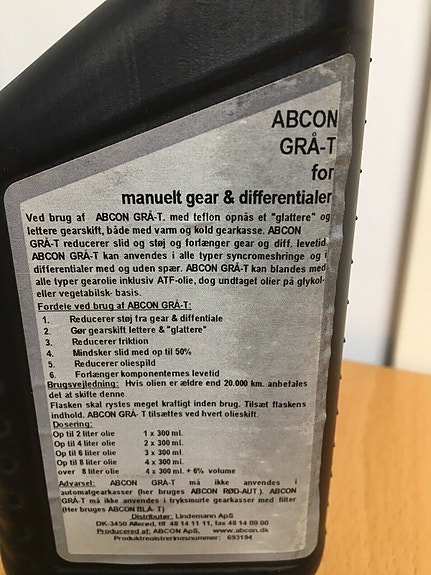 ABCON
GRÅ-T
for
manuelt gear & differentialer
Ved brug af ABCON GRÅ-T, med teflon opnås et "glattere" og
lettere gearskift, både med varm og kold gearkasse. ABCON
GRÅ-T reducerer slid og støj og forlænger gear og diff. levetid.
ABCON GRÅ-T kan anvendes i alle typer syncromeshringe og i
differentialer med og uden spær. ABCON GRÅ-T kan blandes med
alle typer gearolie inklusiv ATF-olie, dog undtaget olier på glykol-
eller vegetabilsk- basis.
Fordele ved brug af ABCON GRÅ-T:
1. Reducerer støj fra gear & diffentiale
2. Gør gearskift lettere & "glattere"
3. Reducerer friktion
4. Mindsker slid med op til 50%
5. Reducerer oliespild
6. Forlænger komponenternes levetid
Brugsvejledning: Hvis olien er ældre end 20.000 km. anbefales
det at skifte denne.
Flasken skal rystes meget kraftigt inden brug. Tilsæt flaskens
indhold. ABCON GRÅ- T tilsættes ved hvert olieskift.
Dosering:
Op til 2 liter olie 1 x 300 ml.
Op til 4 liter olie 2 x 300 ml.
Op til 6 liter olie 3 x 300 ml.
Op til 8 liter olie 4 x 300 ml.
over 8 liter olie 4 x 300 ml. + 6% volume
Advarsel: ABCON GRÅ-T må ikke anvendes i
automatgearkasser (her bruges ABCON RØD-AUT). ABCON
GRÅ-T må ikke anvendes i tryksmurte gearkasser med filter
(Her bruges ABCON BLÅ- T)
Distributør: Lindemann ApS
DK-3450 Allerød, tlf 48 14 11 11, fax 48 14 09 00
Producered af: ABCON ApS, www.abcon.dk
Produktregistreringsnummer: 693194